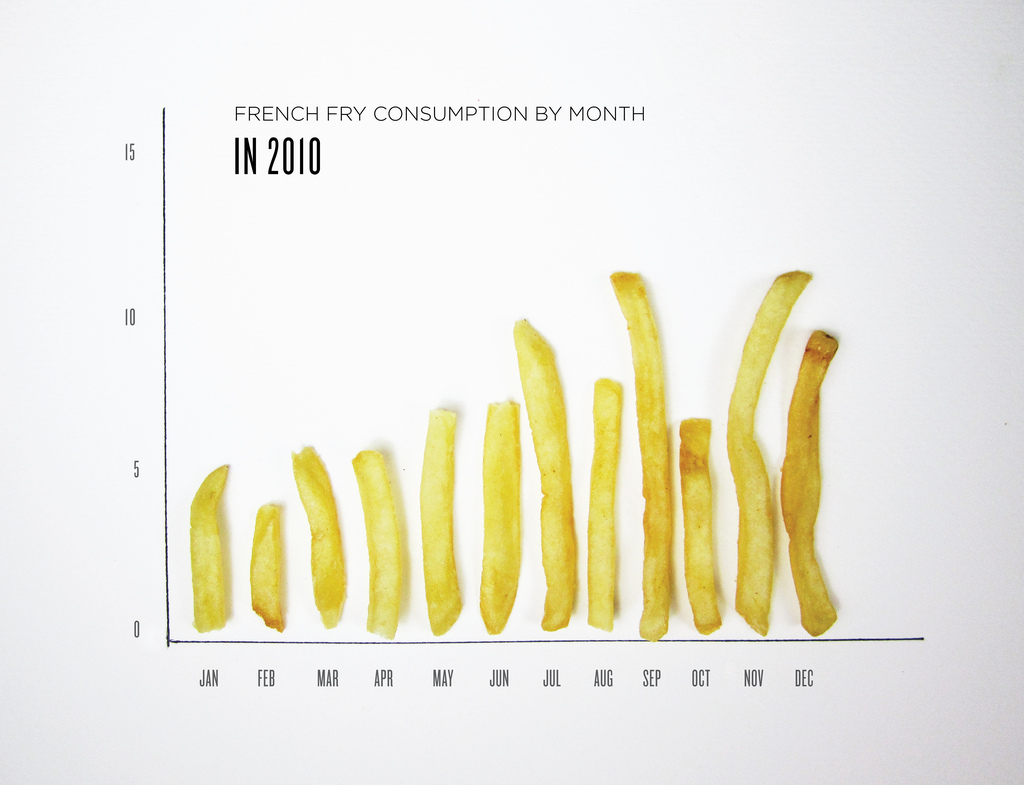 FRENCH FRY CONSUMPTION BY MONTH
IN 2010
15
10
5
0
JAN FEB MAR APR MAY JUN JUL AUG SEP OCT NOV DEC